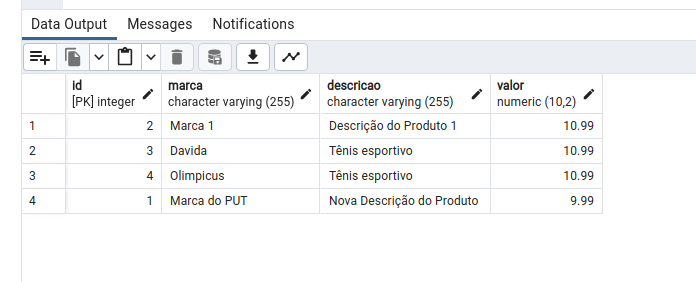 Data Output Messages Notifications
id marca descricao valor
[PK] integer character varying (255) character varying (255) numeric (10,2)
1 2 Marca 1 Descrição do Produto 1 10.99
2 3 Davida Tênis esportivo 10.99
3 4 Olimpicus Tênis esportivo 10.99
4 1 Marca do PUT Nova Descrição do Produto 9.99